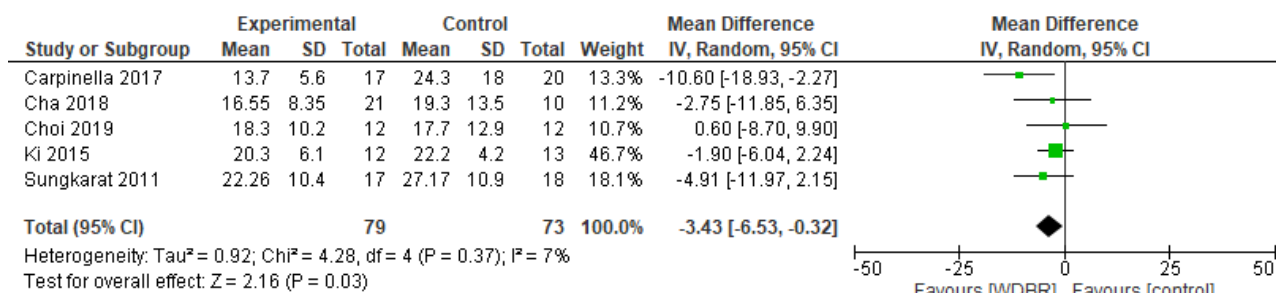 Experimental Control Mean Difference Mean Difference
Study or Subgroup Mean SD Total Mean SD Total Weight IV, Random, 95% CI IV, Random, 95% CI
Carpinella 2017 13.7 5.6 17 24.3 18 20 13.3% -10.60 [-18.93, -2.27]
Cha 2018 16.55 8.35 21 19.3 13.5 10 11.2% -2.75 [-11.85, 6.35]
Choi 2019 18.3 10.2 12 17.7 12.9 12 10.7% 0.60 [-8.70, 9.90]
Ki 2015 20.3 6.1 12 22.2 4.2 13 46.7% -1.90 [-6.04, 2.24]
Sungkarat 2011 22.26 10.4 17 27.17 10.9 18 18.1% -4.91 [-11.97, 2.15]
Total (95% CI) 79 73 100.0% -3.43 [-6.53, -0.32]
Heterogeneity: Tau² = 0.92; Chi² = 4.28, df = 4 (P = 0.37); I² = 7%
Test for overall effect: Z = 2.16 (P = 0.03)
-50 -25 0 25 50
Favours [WDBR] Favours [control]